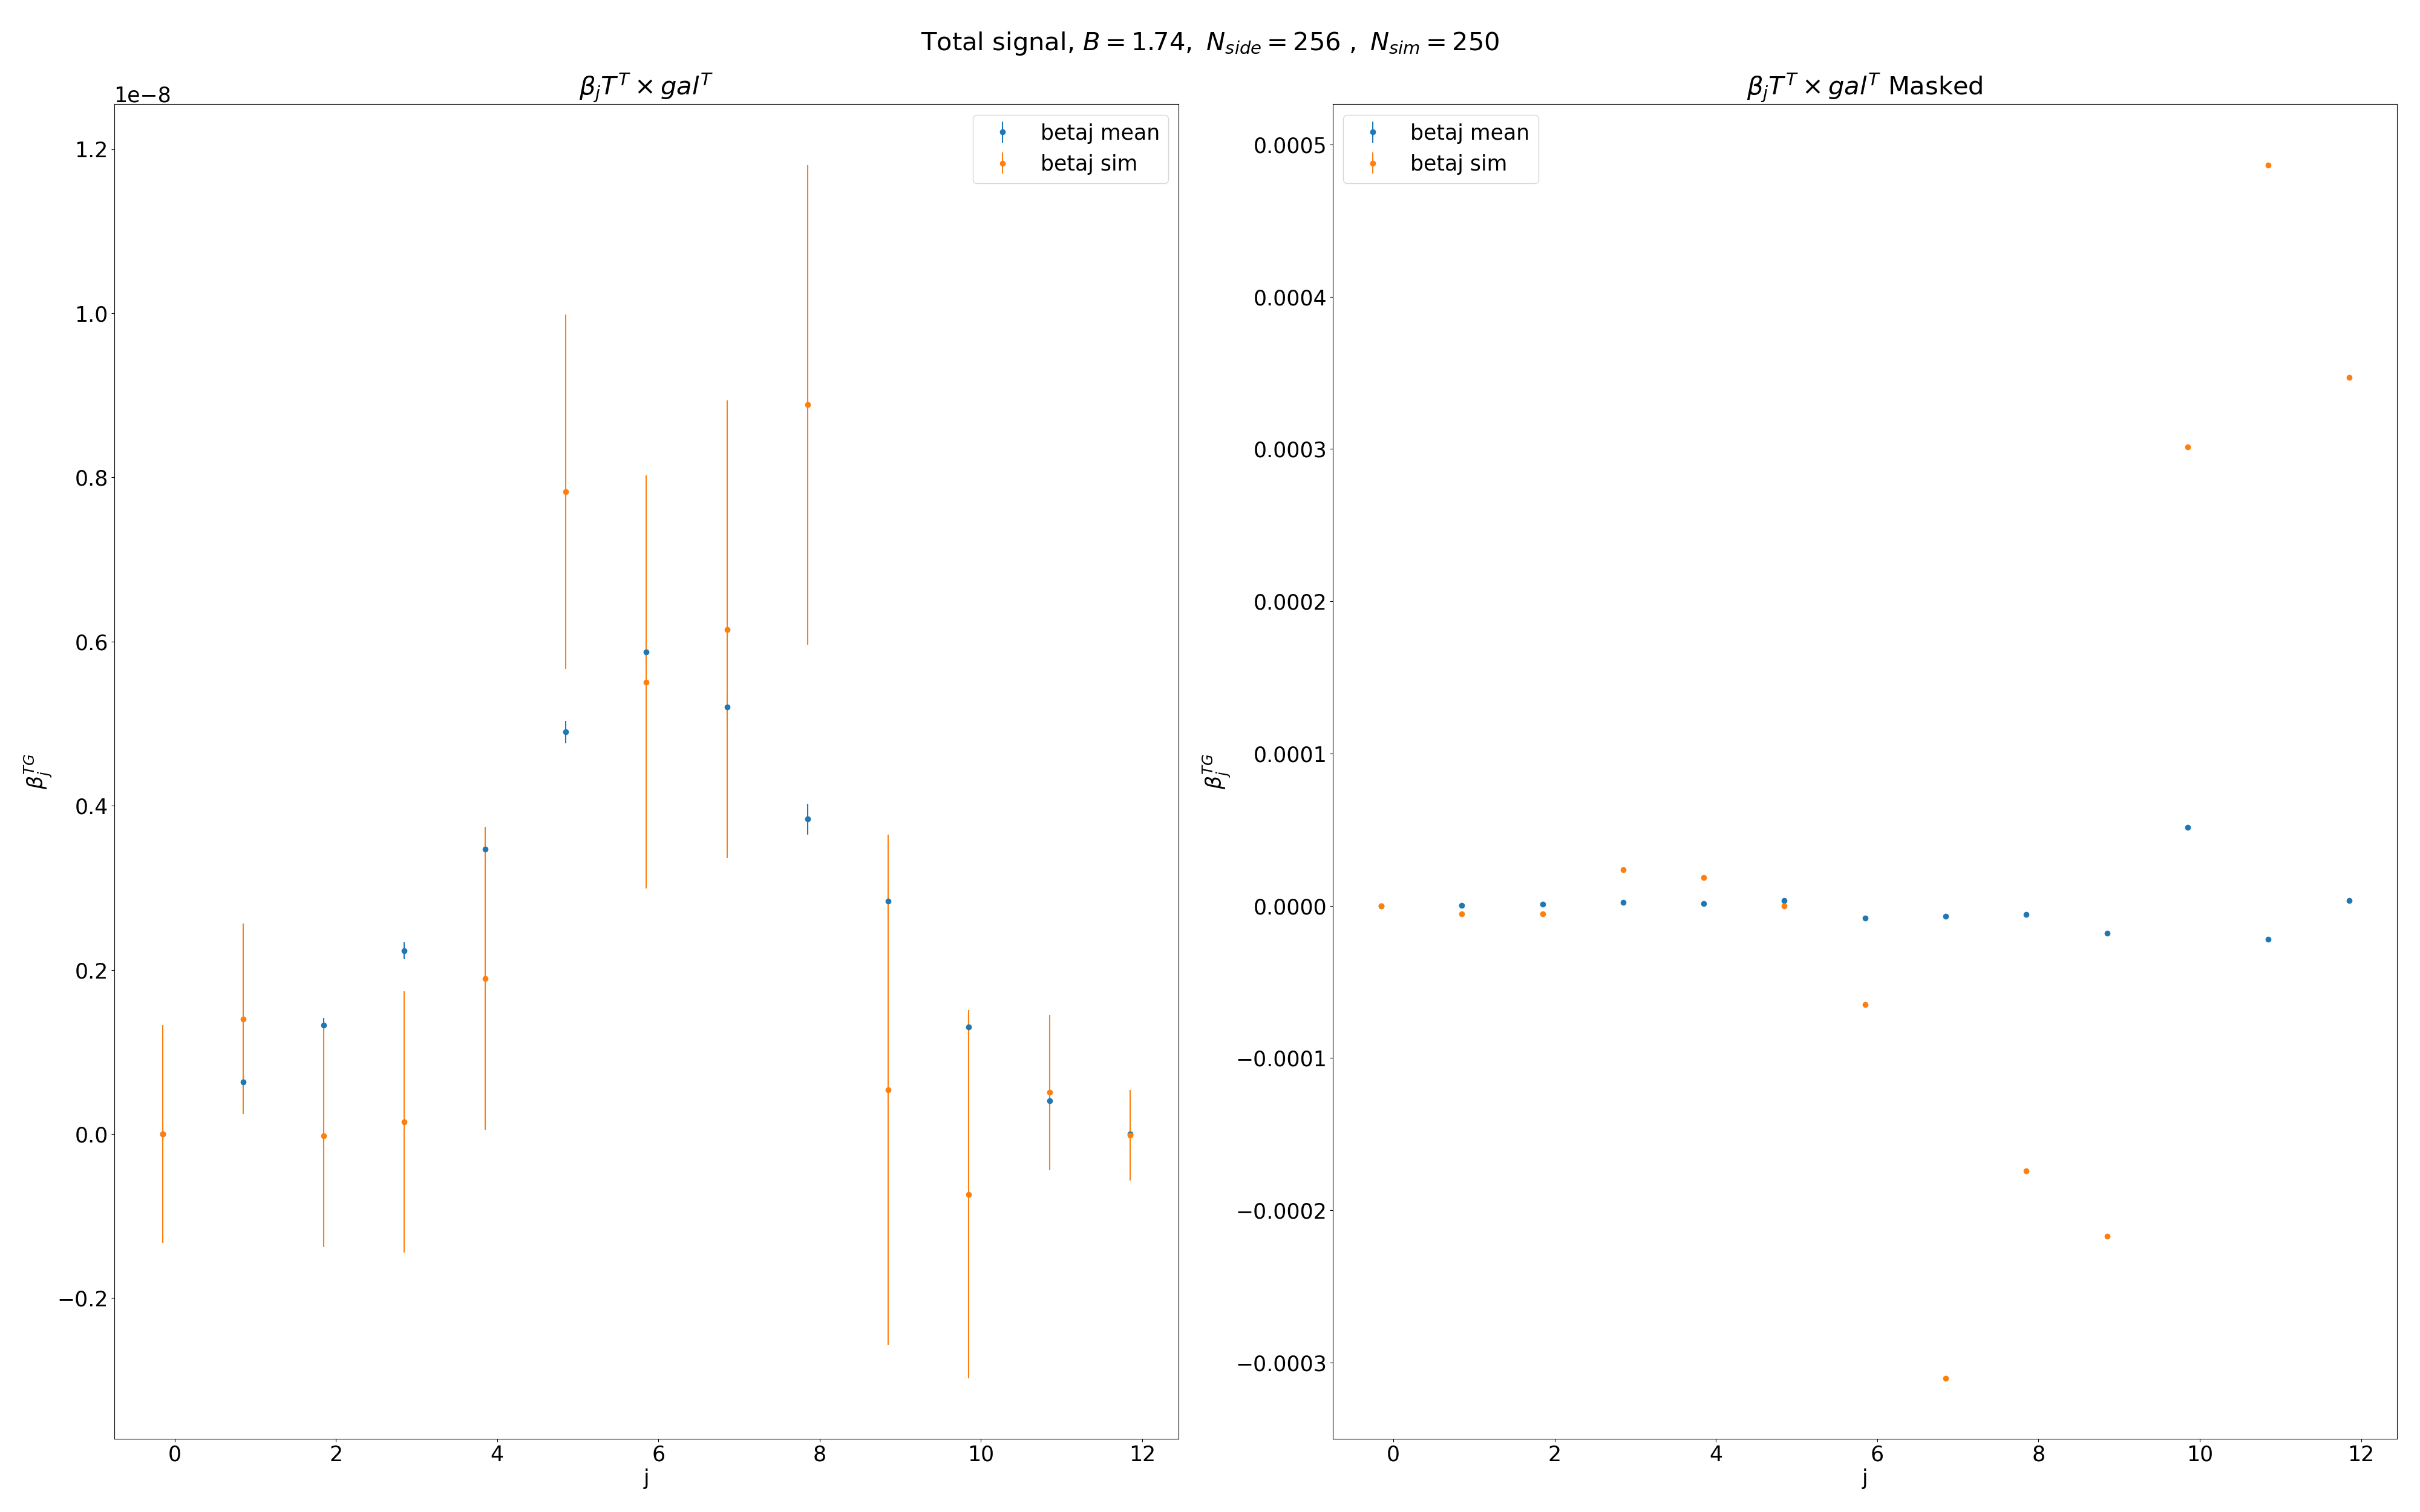 Total signal, B = 1.74, N_side = 256 , N_sim = 250
β_j T^T × gal^T
1e−8
betaj mean
betaj sim
1.2
1.0
0.8
0.6
0.4
0.2
0.0
−0.2
β_j^TG
0 2 4 6 8 10 12
j
β_j T^T × gal^T Masked
betaj mean
betaj sim
0.0005
0.0004
0.0003
0.0002
0.0001
0.0000
−0.0001
−0.0002
−0.0003
β_j^TG
0 2 4 6 8 10 12
j